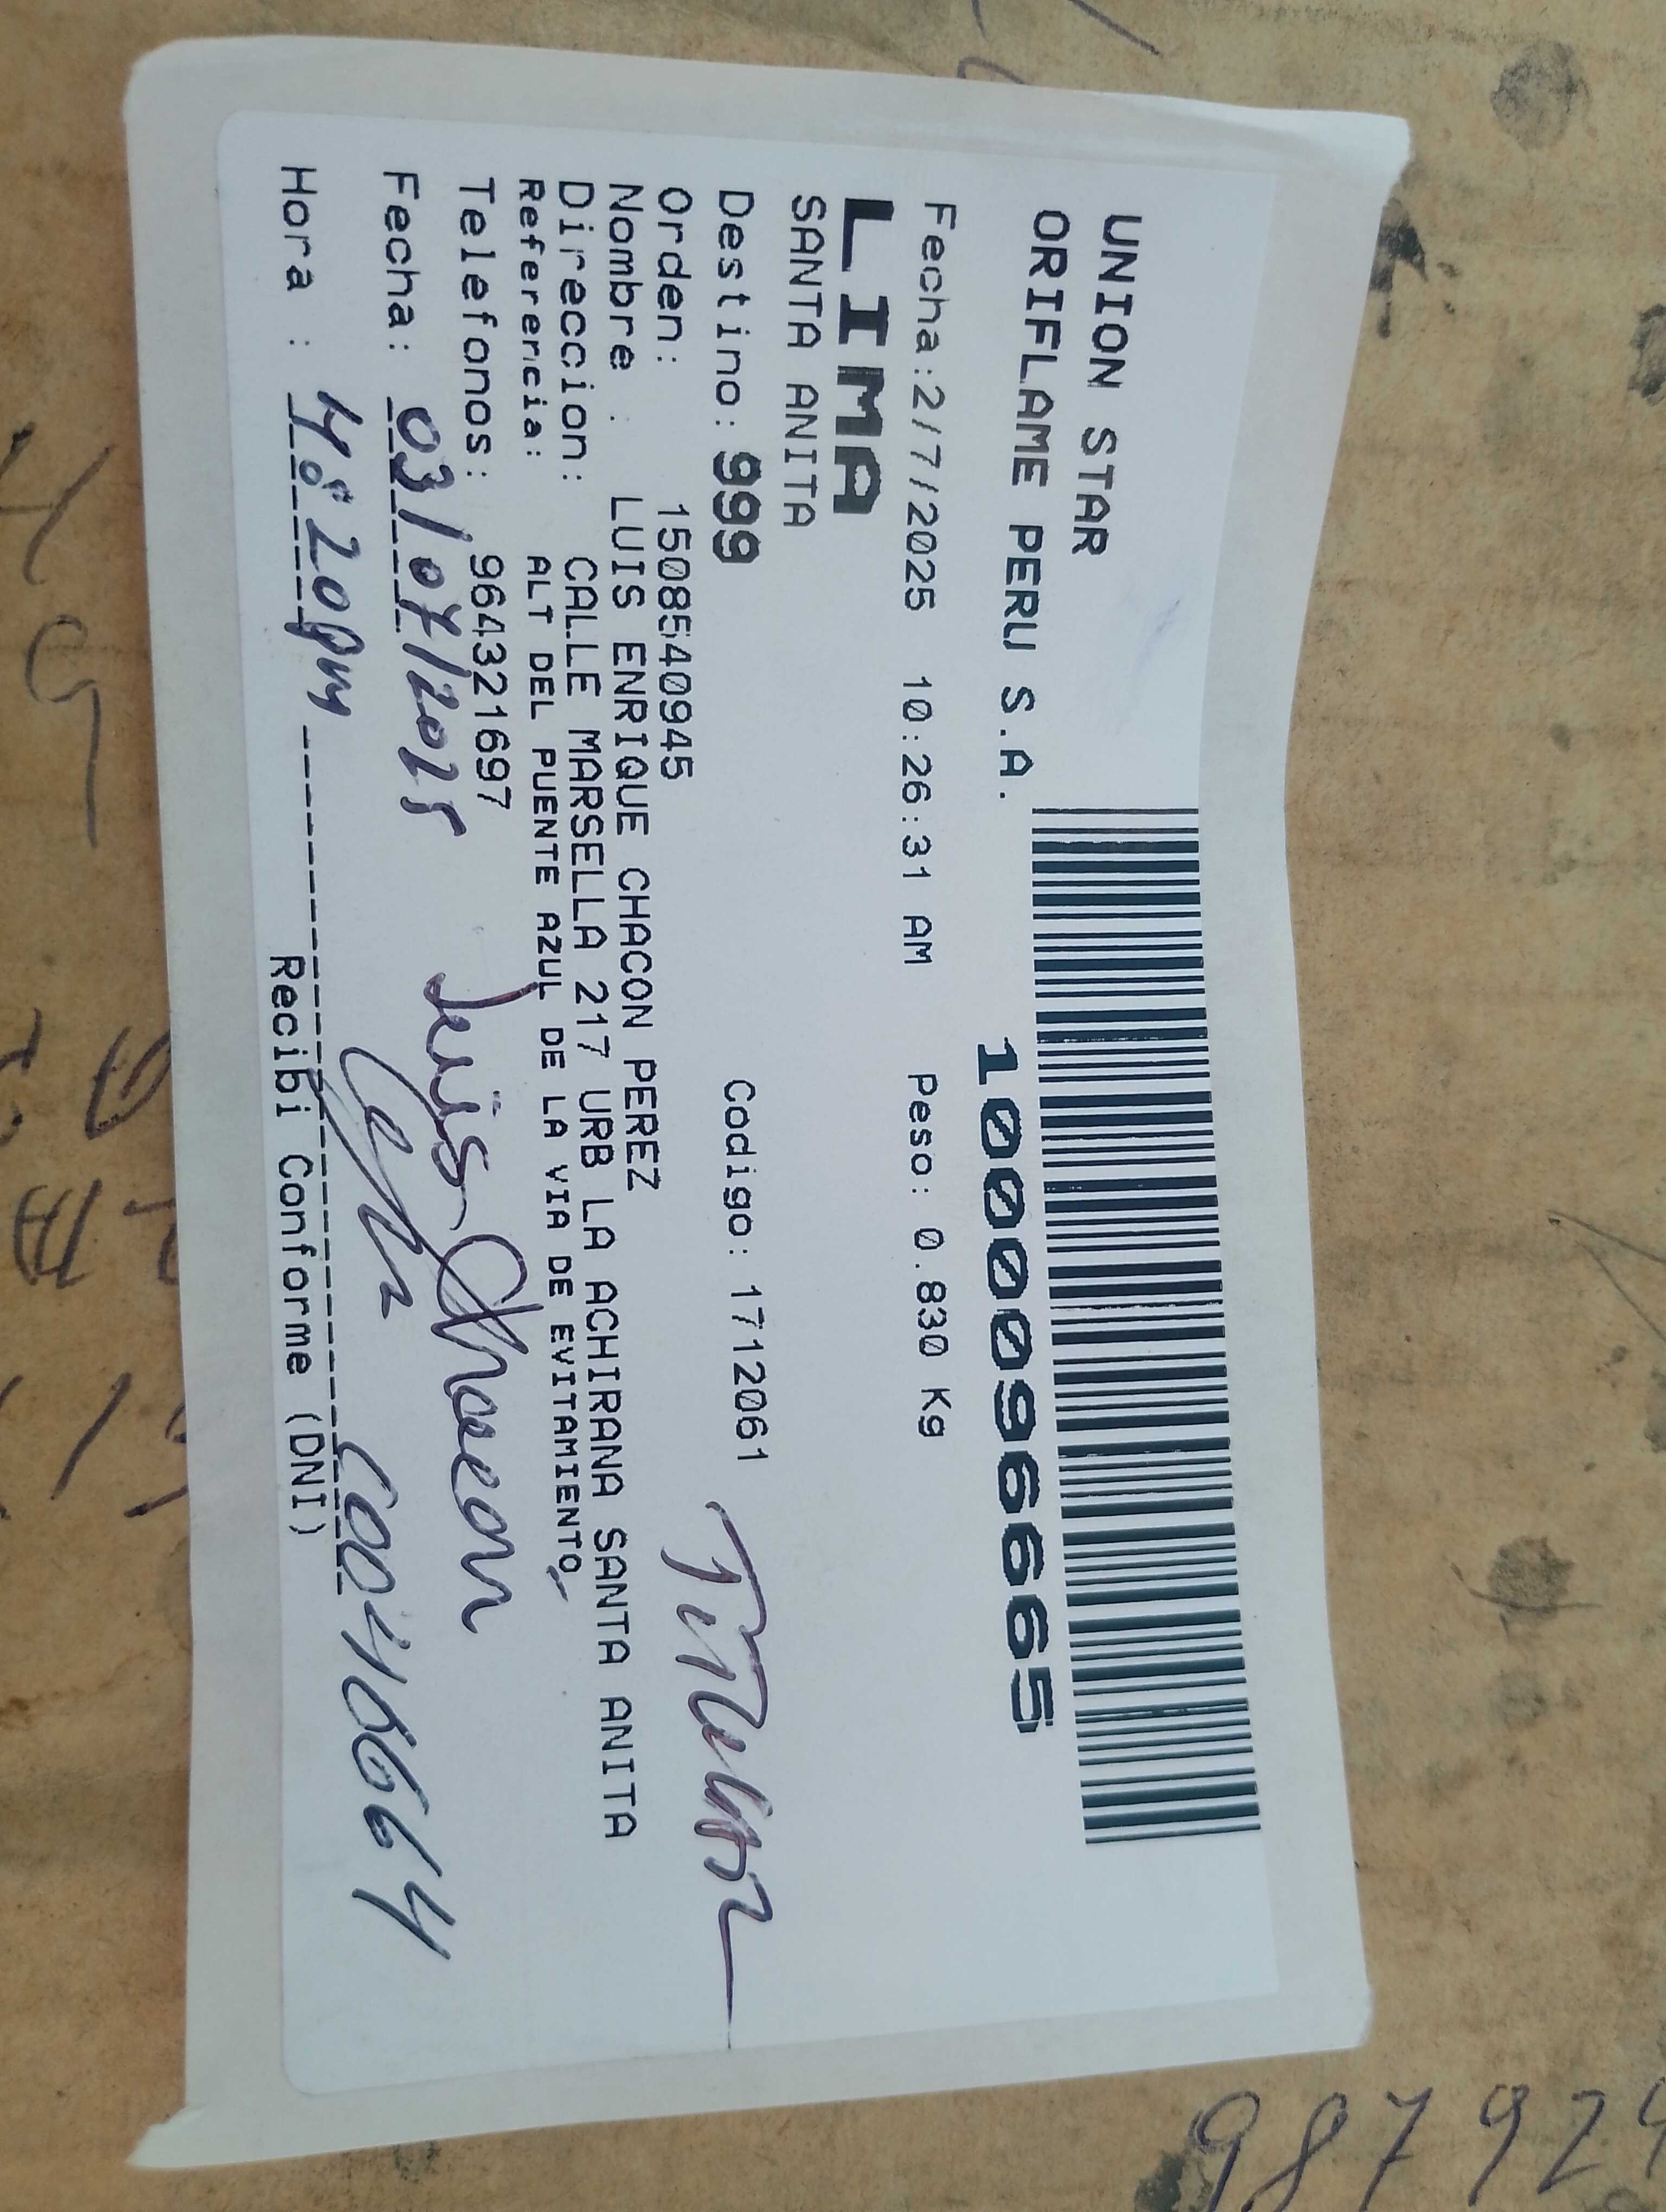 UNION STAR
ORIFLAME PERU S.A.
1000096665
Fecha:2/7/2025 10:26:31 AM Peso: 0.830 Kg
LIMA
SANTA ANITA
Destino: 999 Codigo: 1712061
Titular
Orden: 15085409​45
Nombre : LUIS ENRIQUE CHACON PEREZ
Direccion: CALLE MARSELLA 217 URB LA ACHIRANA SANTA ANITA
Referencia: ALT DEL PUENTE AZUL DE LA VIA DE EVITAMIENTO,
Telefonos: 964321697
Fecha: 03/07/2025 Luis Chacon
Hora : 4:20pm
Recibi Conforme (DNI)
987924